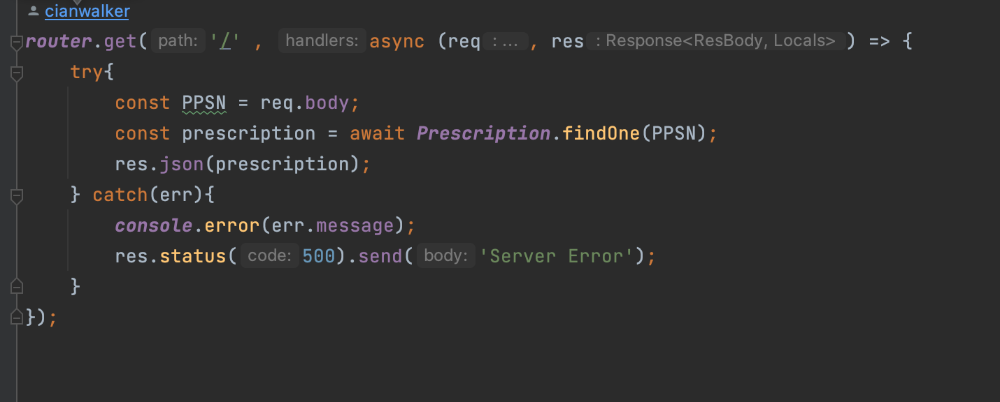 cianwalker
router.get( path: '/' , handlers: async (req : ... , res : Response<ResBody, Locals> ) => {
try{
const PPSN = req.body;
const prescription = await Prescription.findOne(PPSN);
res.json(prescription);
} catch(err){
console.error(err.message);
res.status( code: 500).send( body: 'Server Error');
}
});